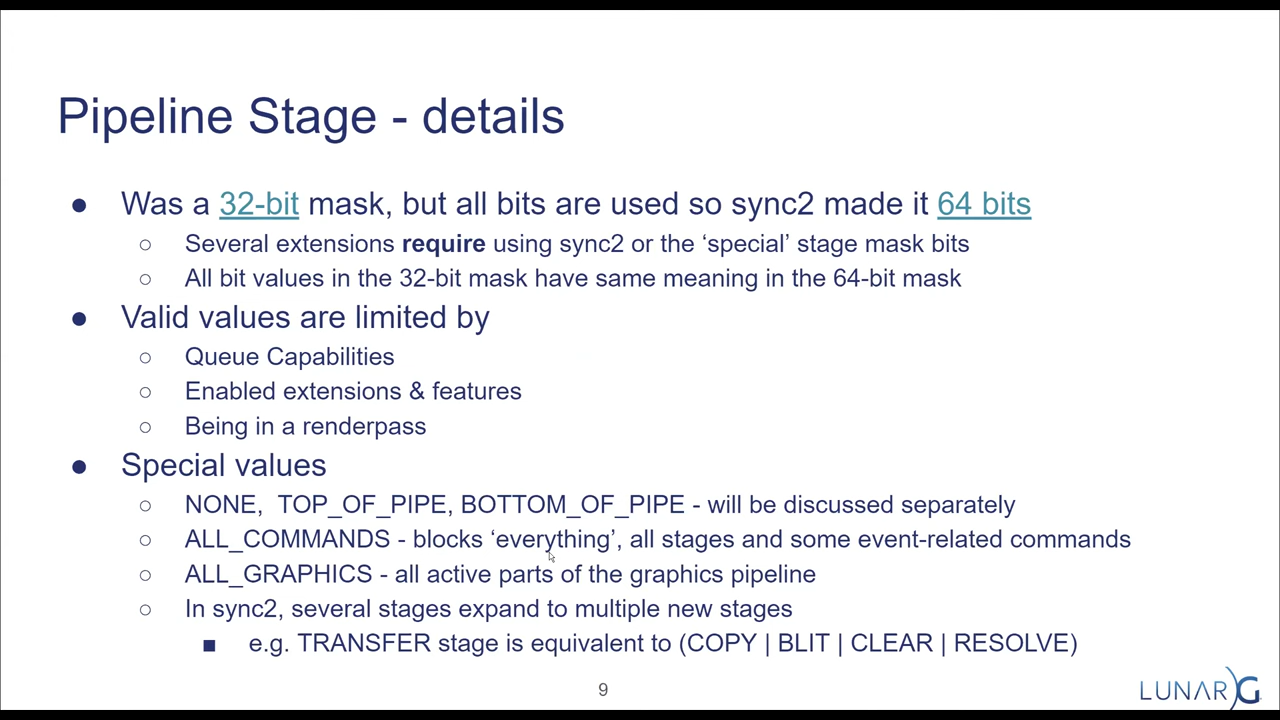 Pipeline Stage - details
● Was a 32-bit mask, but all bits are used so sync2 made it 64 bits
○ Several extensions require using sync2 or the ‘special’ stage mask bits
○ All bit values in the 32-bit mask have same meaning in the 64-bit mask
● Valid values are limited by
○ Queue Capabilities
○ Enabled extensions & features
○ Being in a renderpass
● Special values
○ NONE, TOP_OF_PIPE, BOTTOM_OF_PIPE - will be discussed separately
○ ALL_COMMANDS - blocks ‘everything’, all stages and some event-related commands
○ ALL_GRAPHICS - all active parts of the graphics pipeline
○ In sync2, several stages expand to multiple new stages
■ e.g. TRANSFER stage is equivalent to (COPY | BLIT | CLEAR | RESOLVE)
9
LUNAR G